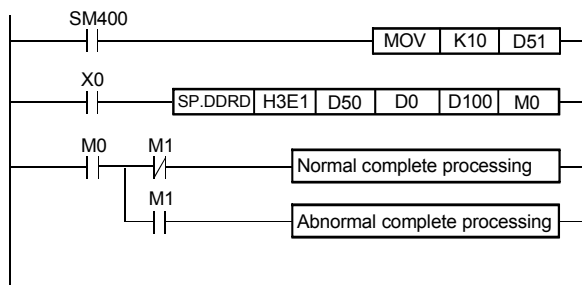 SM400
MOV K10 D51
X0
SP.DDRD H3E1 D50 D0 D100 M0
M0 M1
Normal complete processing
M1
Abnormal complete processing